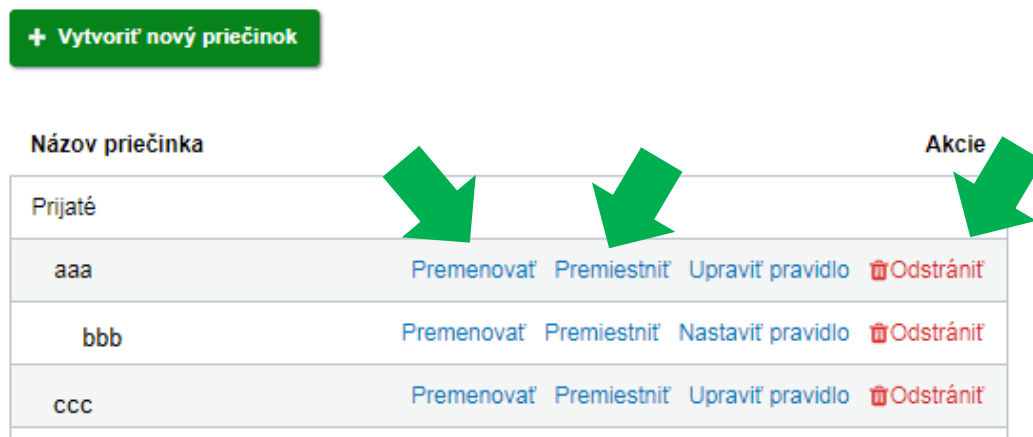 + Vytvoriť nový priečinok
Názov priečinka Akcie
Prijaté
aaa Premenovať Premiestniť Upraviť pravidlo Odstrániť
bbb Premenovať Premiestniť Nastaviť pravidlo Odstrániť
ccc Premenovať Premiestniť Upraviť pravidlo Odstrániť